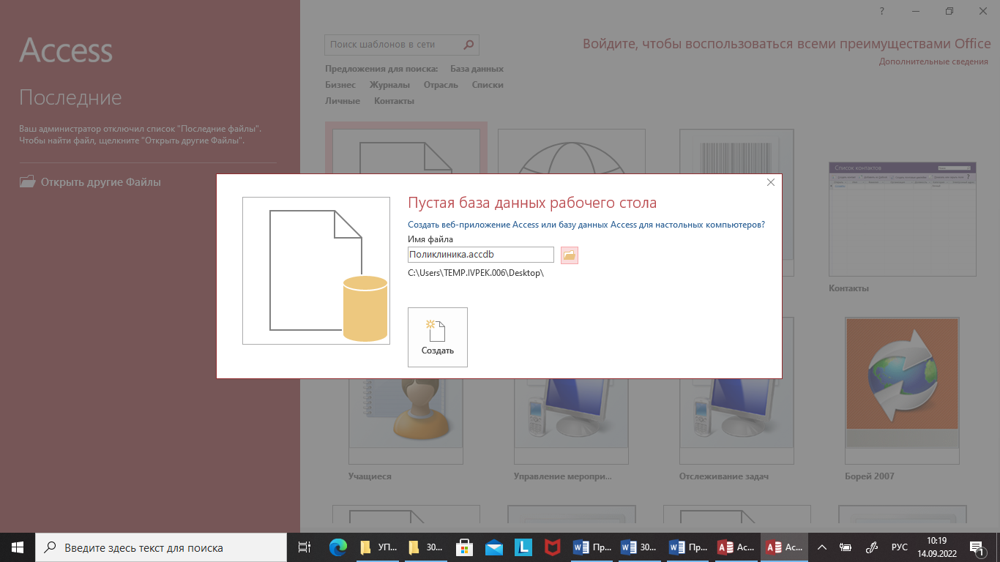 Access
Последние
Ваш администратор отключил список "Последние файлы".
Чтобы найти файл, щелкните "Открыть другие Файлы".
Открыть другие Файлы
?
Поиск шаблонов в сети
Войдите, чтобы воспользоваться всеми преимуществами Office
Дополнительные сведения
Предложения для поиска: База данных
Бизнес Журналы Отрасль Списки
Личные Контакты
Список контактов
Контакты
Пустая база данных рабочего стола
Создать веб-приложение Access или базу данных Access для настольных компьютеров?
Имя файла
Поликлиника.accdb
C:\Users\TEMP.IVPEK.006\Desktop\
Создать
Учащиеся
Управление меропри...
Отслеживание задач
Борей 2007
Введите здесь текст для поиска
УП...
30...
L
Пр...
30...
Пр...
Ac...
Ac...
РУС
10:19
14.09.2022
1